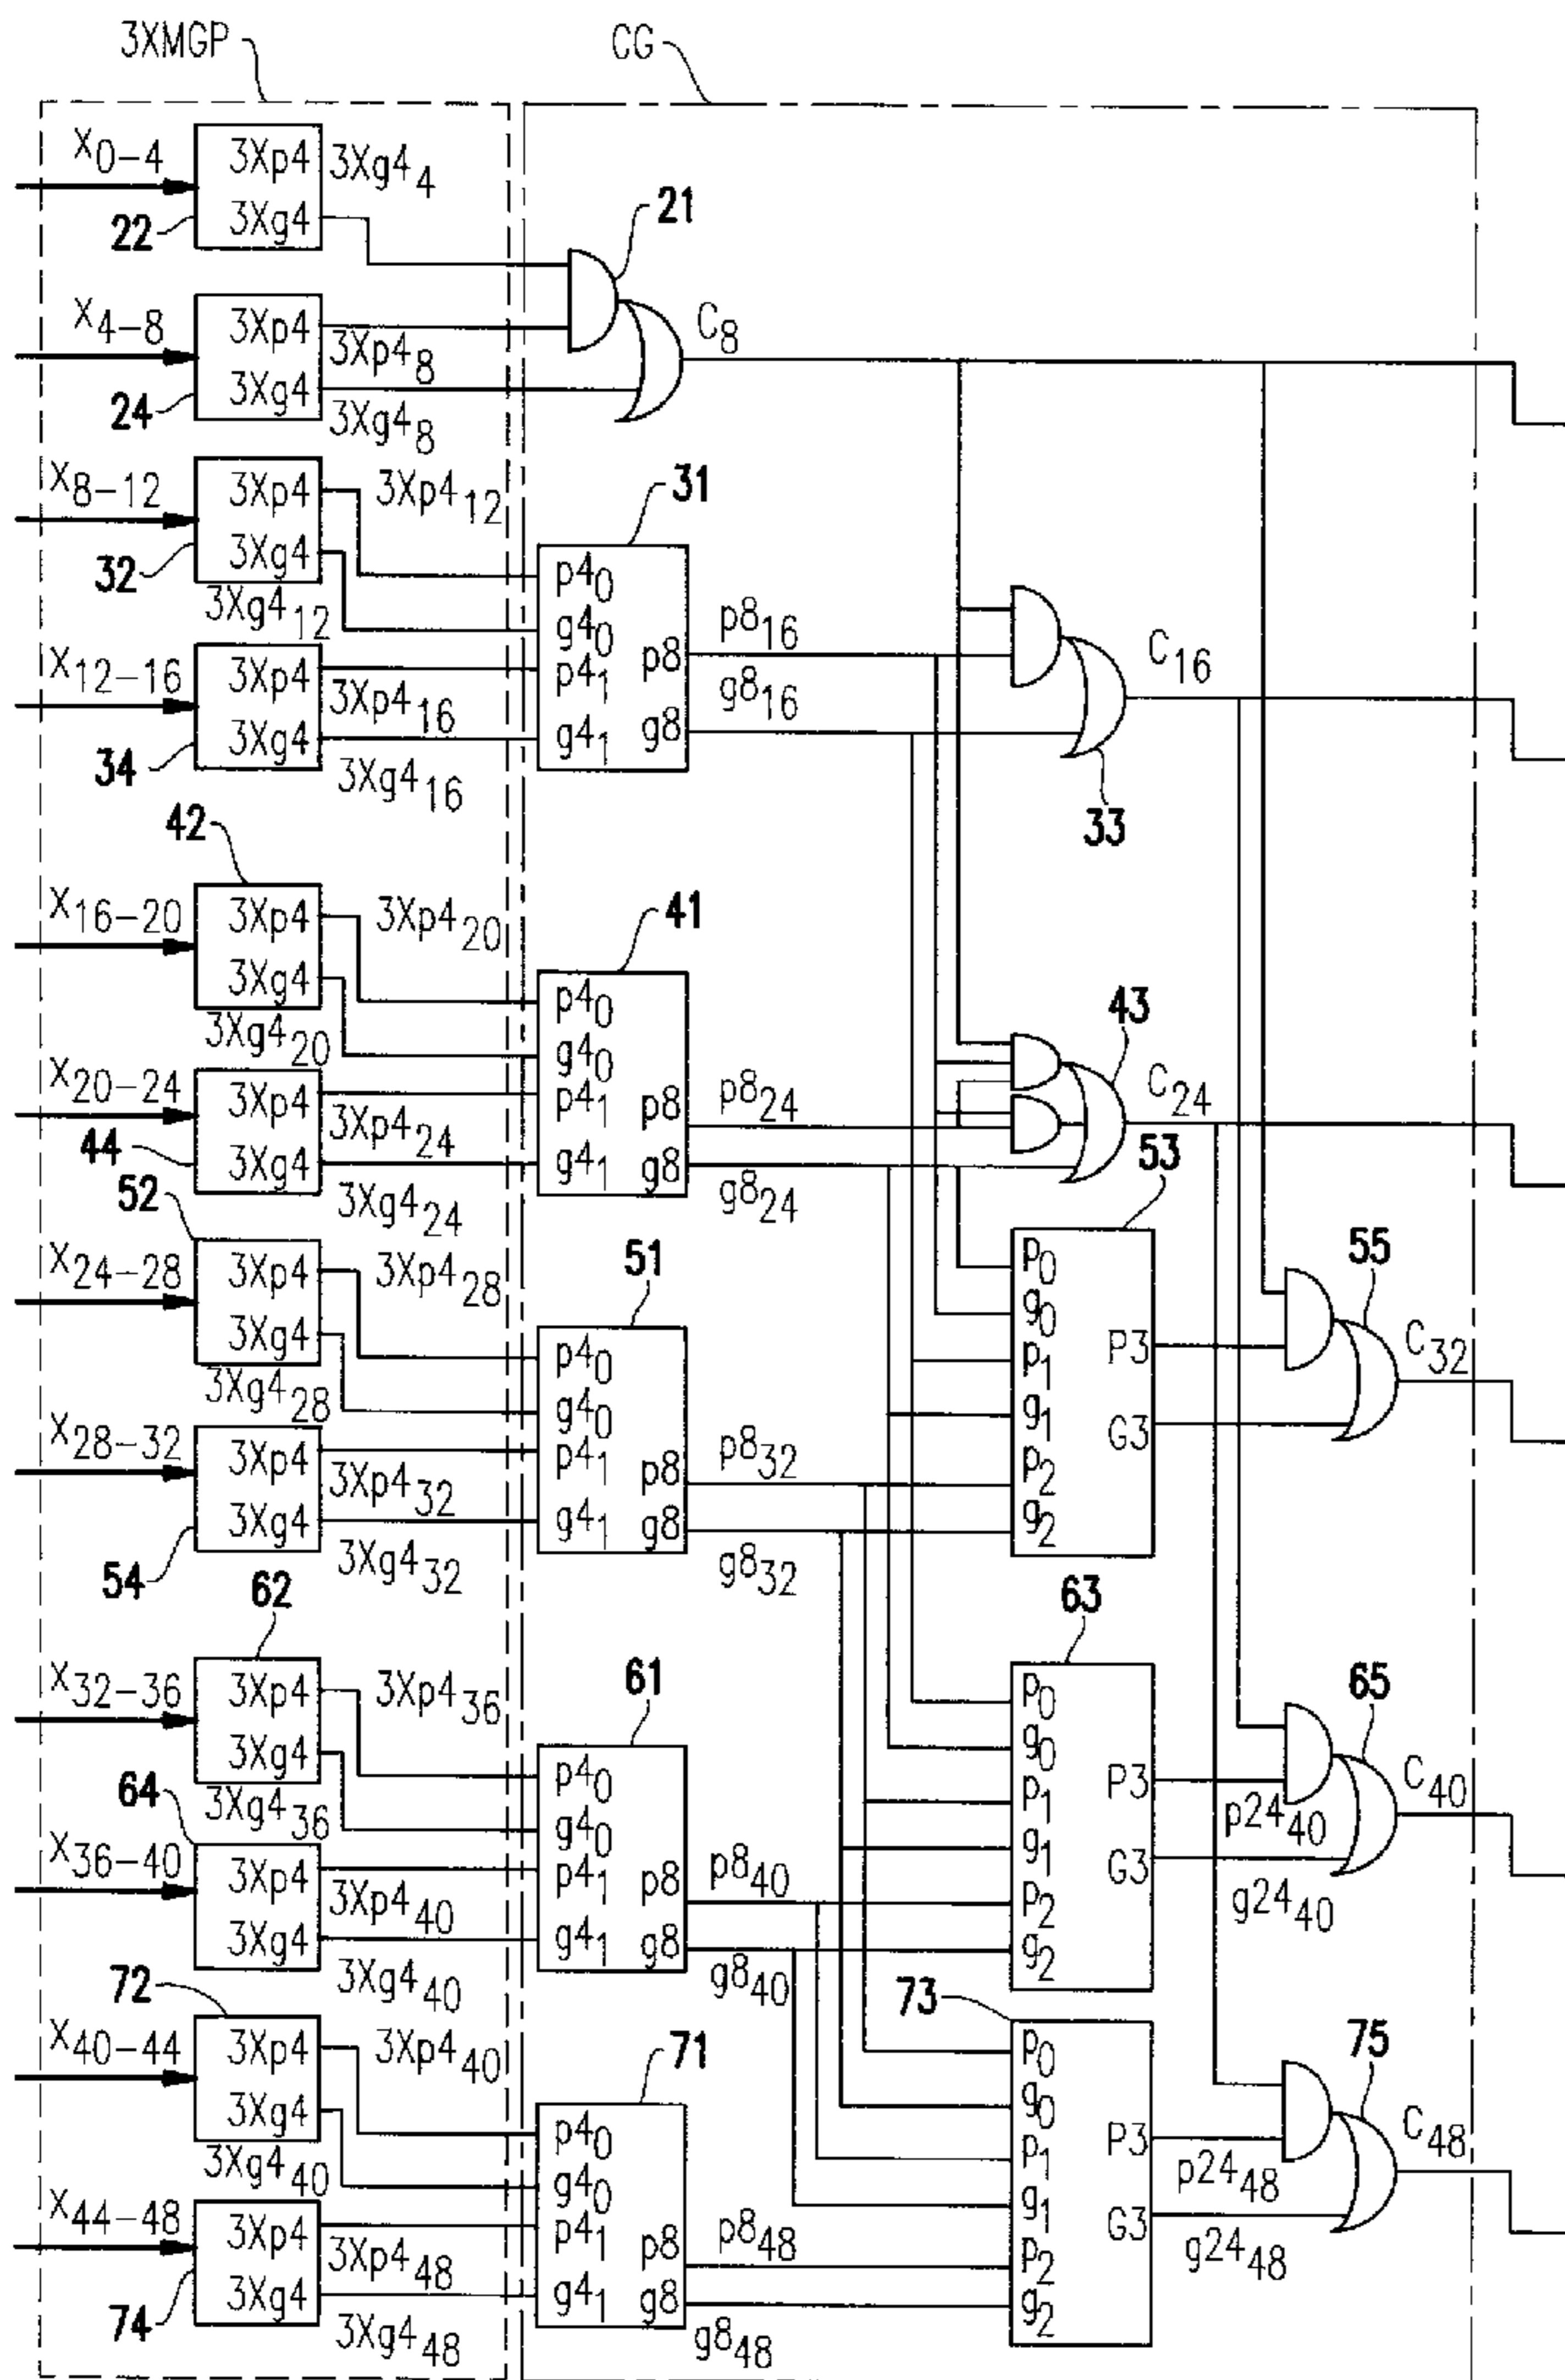 3XMGP
CG
X0-4
3Xp4
3Xg4
3Xg4 4
22
21
X4-8
3Xp4
3Xg4
3Xp4 8
3Xg4 8
24
C8
X8-12
3Xp4
3Xg4
3Xp4 12
3Xg4 12
32
31
p4 0
g4 0
p4 1
g4 1
p8
g8
p8 16
g8 16
C16
33
X12-16
3Xp4
3Xg4
3Xp4 16
3Xg4 16
34
42
X16-20
3Xp4
3Xg4
3Xp4 20
3Xg4 20
41
p4 0
g4 0
p4 1
g4 1
p8
g8
p8 24
g8 24
43
C24
X20-24
3Xp4
3Xg4
3Xp4 24
3Xg4 24
44
52
X24-28
3Xp4
3Xg4
3Xp4 28
3Xg4 28
51
p4 0
g4 0
p4 1
g4 1
p8
g8
p8 32
g8 32
53
p0
g0
p1
g1
p2
g2
P3
G3
55
C32
X28-32
3Xp4
3Xg4
3Xp4 32
3Xg4 32
54
62
X32-36
3Xp4
3Xg4
3Xp4 36
3Xg4 36
61
p4 0
g4 0
p4 1
g4 1
p8
g8
p8 40
g8 40
63
p0
g0
p1
g1
p2
g2
P3
G3
p24 40
g24 40
65
C40
64
X36-40
3Xp4
3Xg4
3Xp4 40
3Xg4 40
72
X40-44
3Xp4
3Xg4
3Xp4 40
3Xg4 40
71
p4 0
g4 0
p4 1
g4 1
p8
g8
p8 48
g8 48
73
p0
g0
p1
g1
p2
g2
P3
G3
p24 48
g24 48
75
C48
X44-48
3Xp4
3Xg4
3Xp4 48
3Xg4 48
74